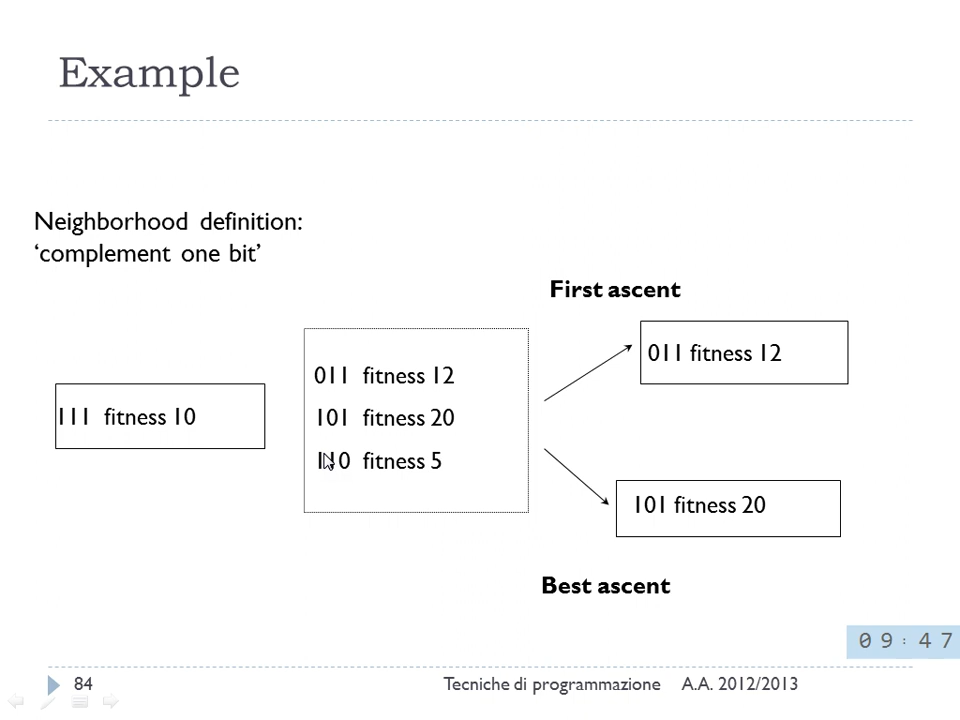 Example
Neighborhood definition:
‘complement one bit’
First ascent
011 fitness 12
111 fitness 10
011 fitness 12
101 fitness 20
110 fitness 5
101 fitness 20
Best ascent
09:47
84
Tecniche di programmazione A.A. 2012/2013